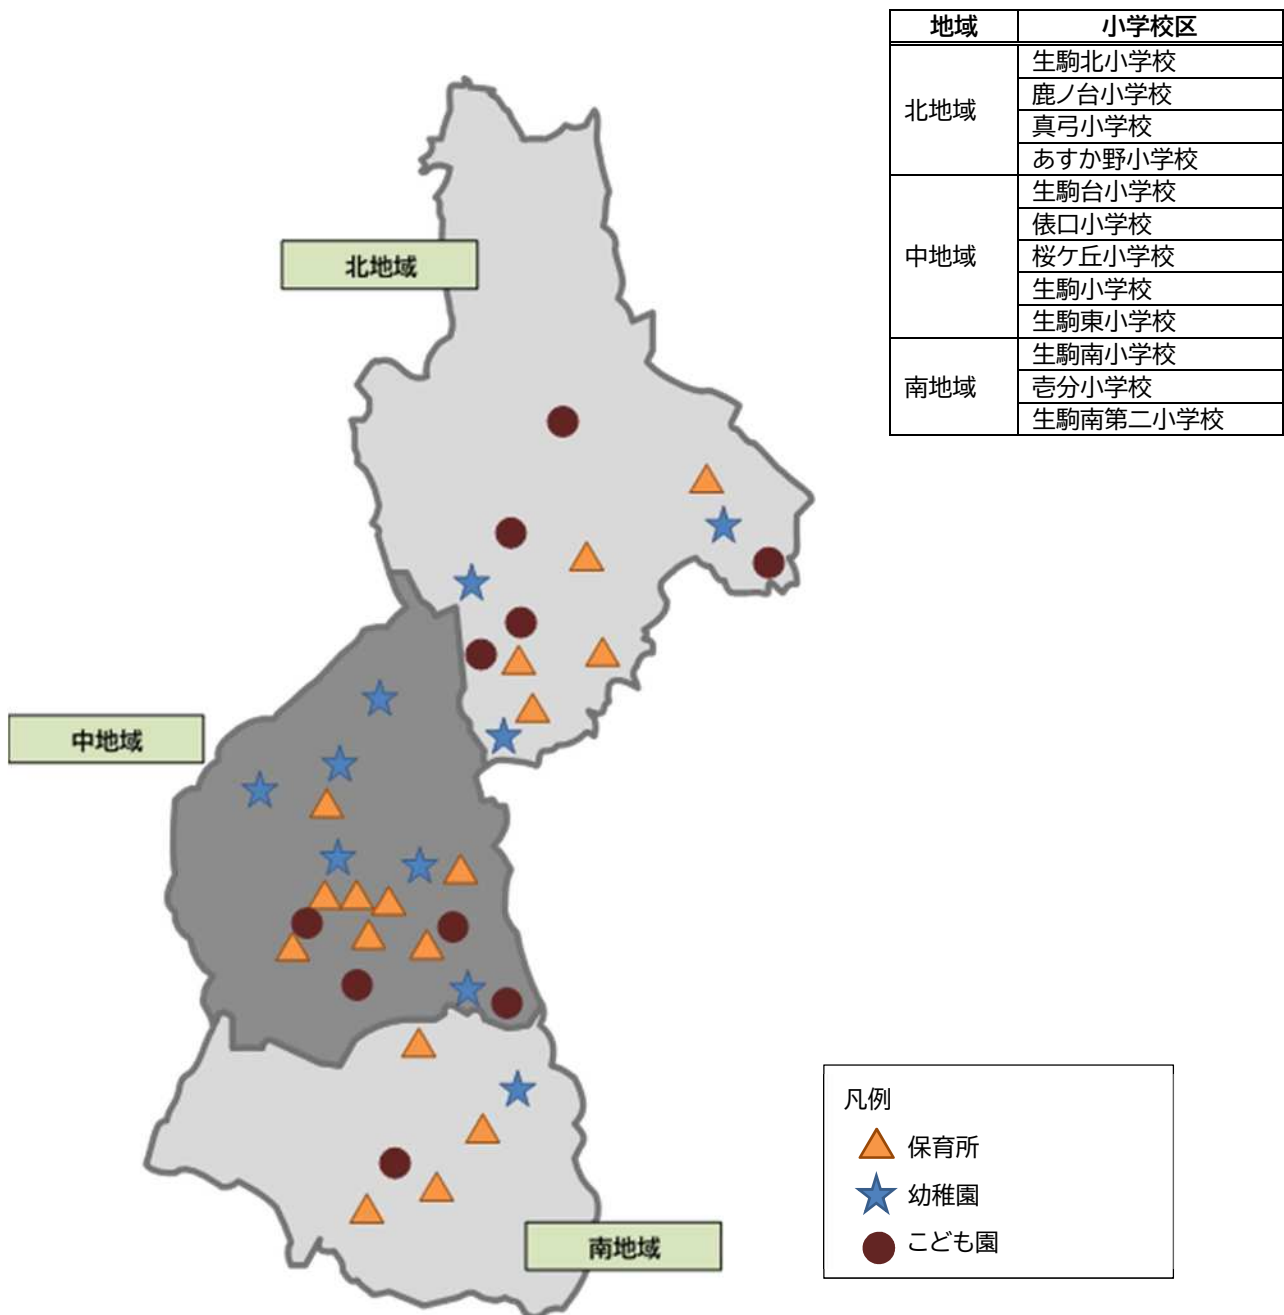 地域 小学校区
北地域
生駒北小学校
鹿ノ台小学校
真弓小学校
あすか野小学校
中地域
生駒台小学校
俵口小学校
桜ケ丘小学校
生駒小学校
生駒東小学校
南地域
生駒南小学校
壱分小学校
生駒南第二小学校
北地域
中地域
南地域
凡例
保育所
幼稚園
こども園